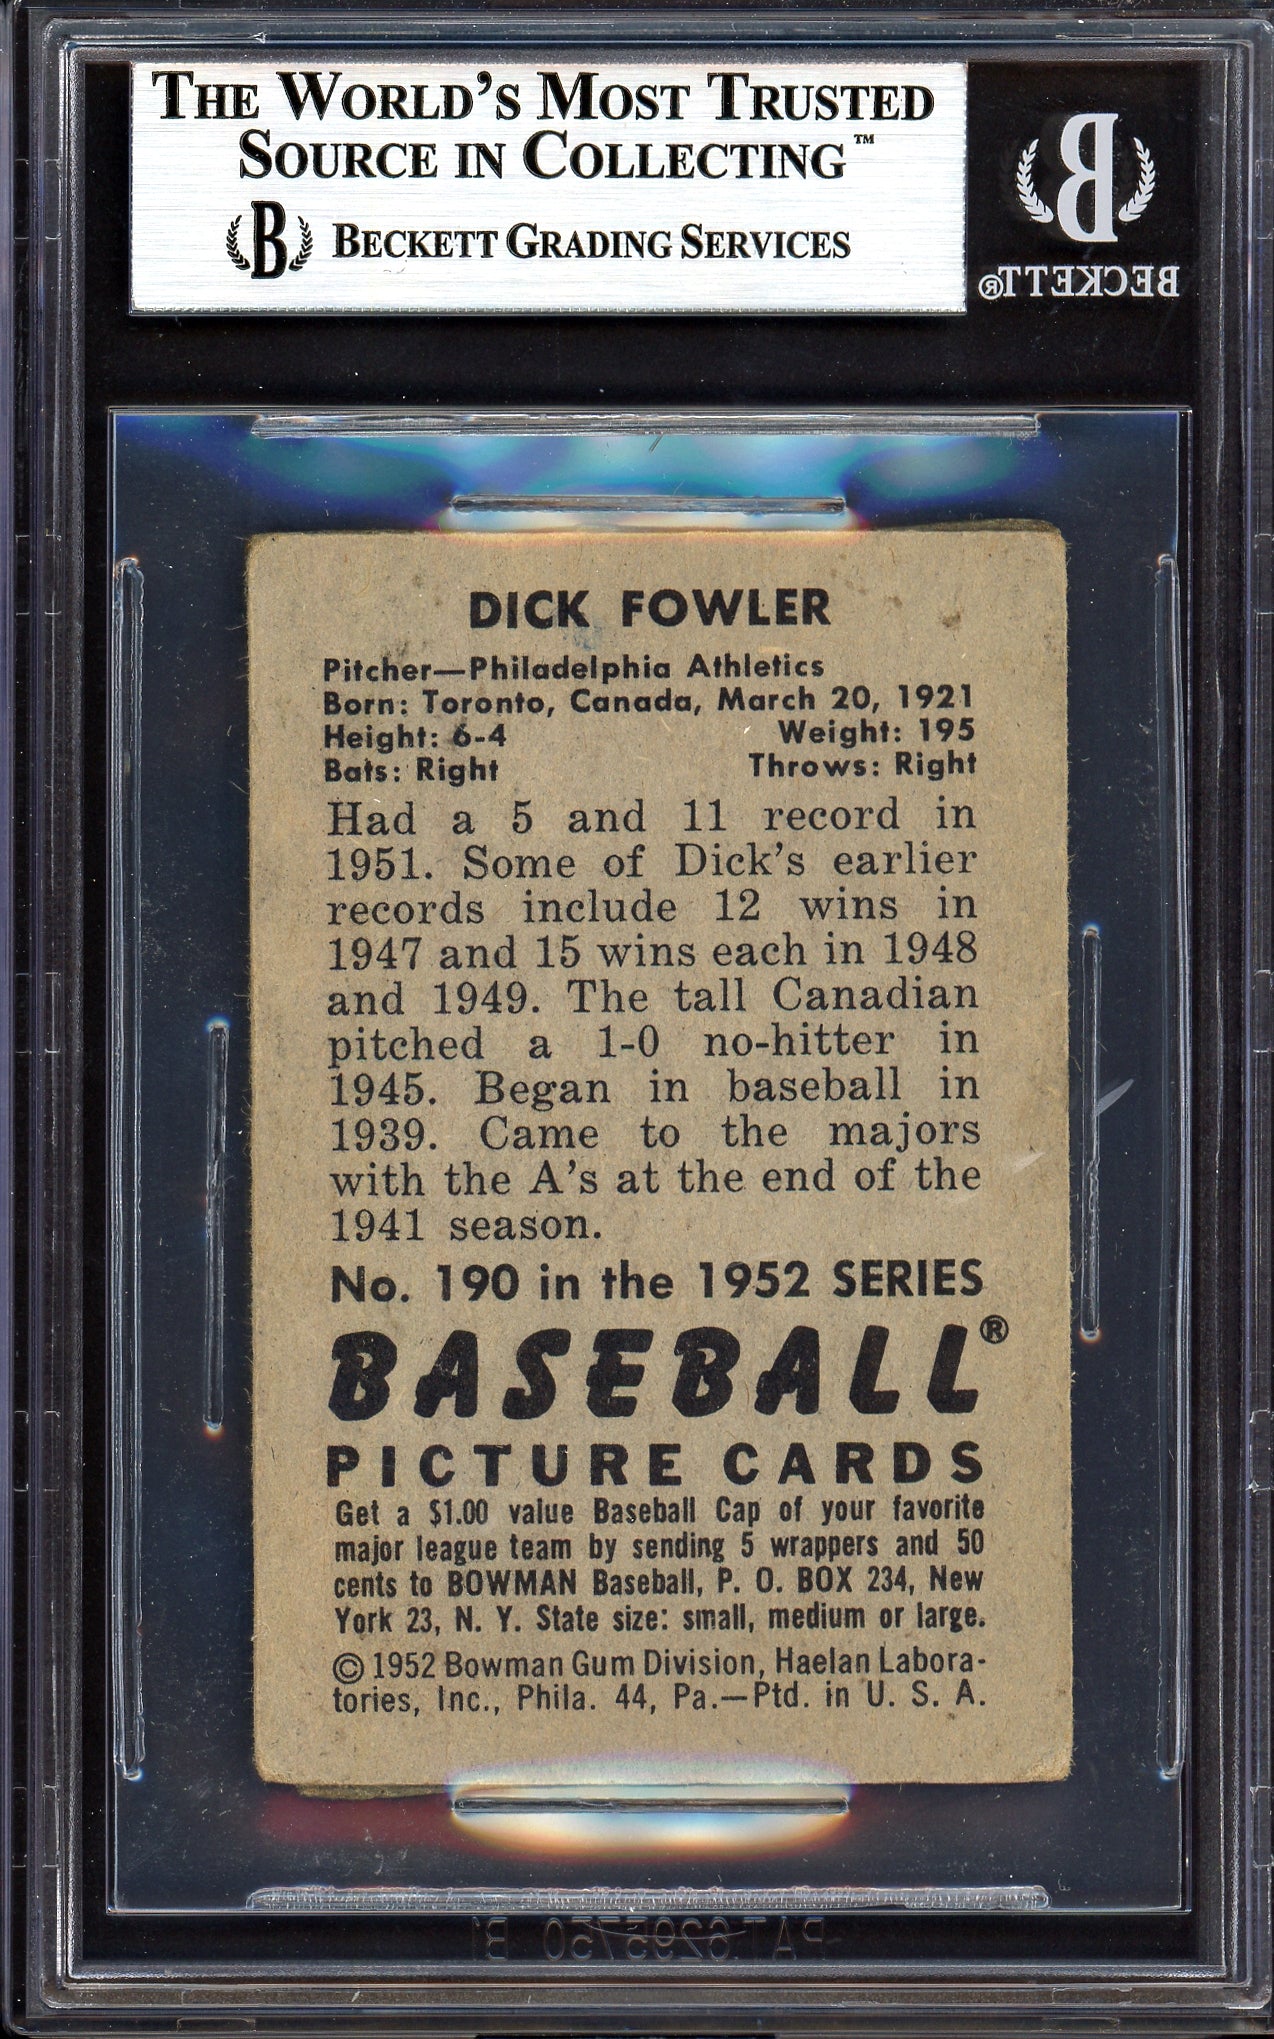 THE WORLD'S MOST TRUSTED
SOURCE IN COLLECTING™
B BECKETT GRADING SERVICES
B
BECKETT®
DICK FOWLER
Pitcher—Philadelphia Athletics
Born: Toronto, Canada, March 20, 1921
Height: 6-4 Weight: 195
Bats: Right Throws: Right
Had a 5 and 11 record in
1951. Some of Dick's earlier
records include 12 wins in
1947 and 15 wins each in 1948
and 1949. The tall Canadian
pitched a 1-0 no-hitter in
1945. Began in baseball in
1939. Came to the majors
with the A's at the end of the
1941 season.
No. 190 in the 1952 SERIES
BASEBALL®
PICTURE CARDS
Get a $1.00 value Baseball Cap of your favorite
major league team by sending 5 wrappers and 50
cents to BOWMAN Baseball, P. O. BOX 234, New
York 23, N. Y. State size: small, medium or large.
© 1952 Bowman Gum Division, Haelan Labora-
tories, Inc., Phila. 44, Pa.—Ptd. in U. S. A.
PAT.6295750 B1